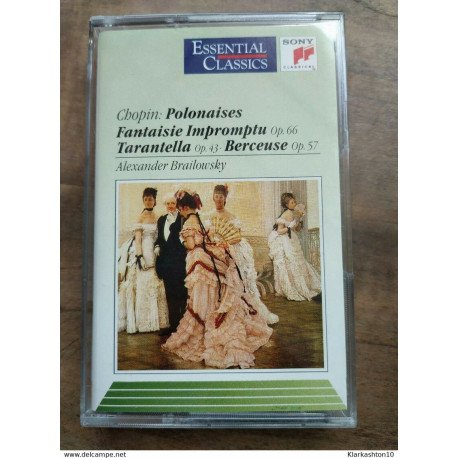 ESSENTIAL
CLASSICS
SONY
CLASSICAL
Chopin: Polonaises
Fantaisie Impromptu Op. 66
Tarantella Op. 43 · Berceuse Op. 57
Alexander Brailowsky
www.delcampe.net
Klarkashton10